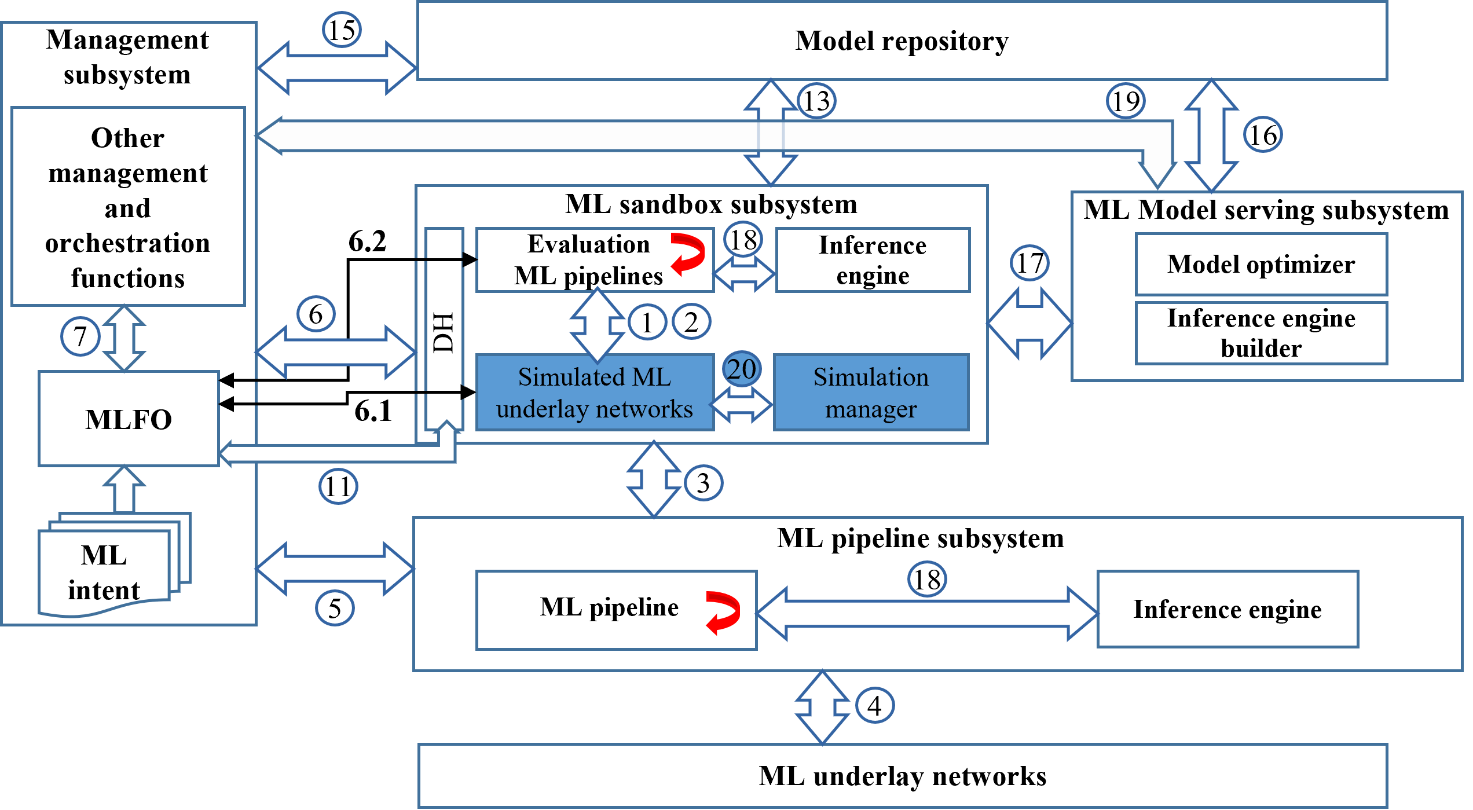 Management
subsystem
Other
management
and
orchestration
functions
7
MLFO
ML
intent
15
Model repository
13
19
16
ML sandbox subsystem
6.2
DH
Evaluation
ML pipelines
18
Inference
engine
6
1 2
Simulated ML
underlay networks
20
Simulation
manager
6.1
11
17
ML Model serving subsystem
Model optimizer
Inference engine
builder
3
5
ML pipeline subsystem
ML pipeline
18
Inference engine
4
ML underlay networks